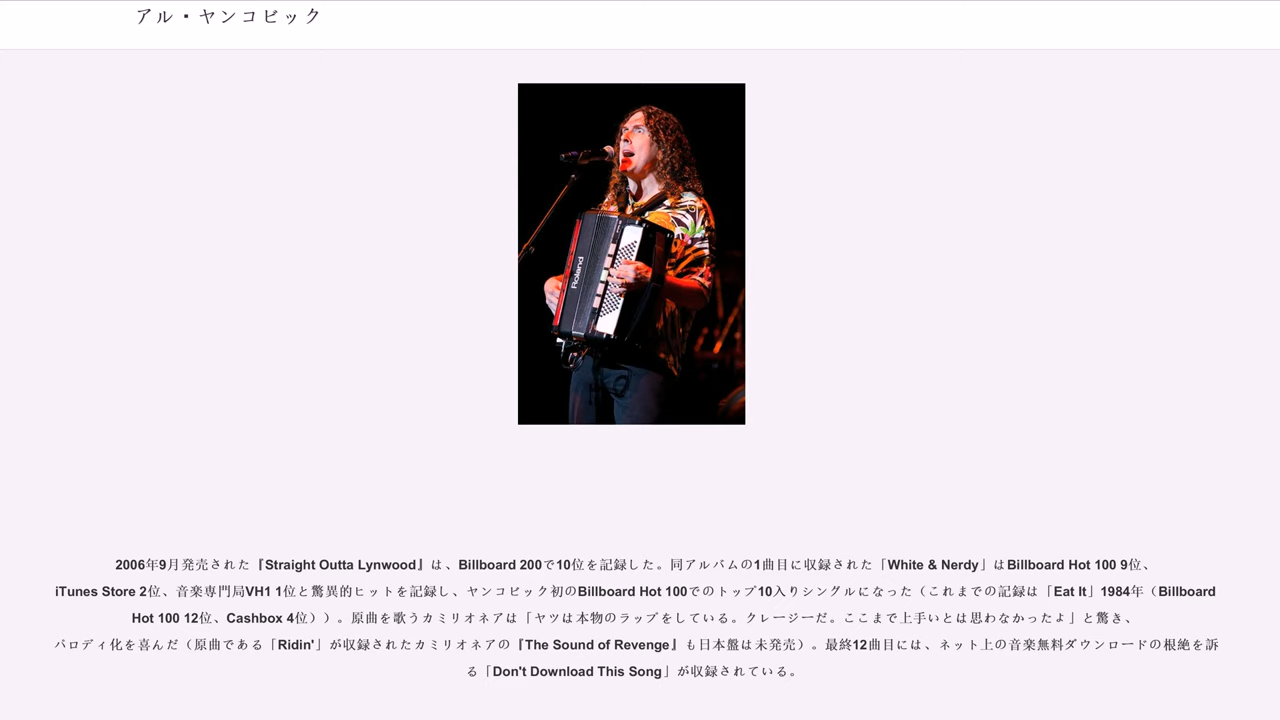 アル・ヤンコビック
Roland
2006年9月発売された『Straight Outta Lynwood』は、Billboard 200で10位を記録した。同アルバムの1曲目に収録された「White & Nerdy」はBillboard Hot 100 9位、
iTunes Store 2位、音楽専門局VH1 1位と驚異的ヒットを記録し、ヤンコビック初のBillboard Hot 100でのトップ10入りシングルになった（これまでの記録は「Eat It」1984年（Billboard
Hot 100 12位、Cashbox 4位））。原曲を歌うカミリオネアは「ヤツは本物のラップをしている。クレージーだ。ここまで上手いとは思わなかったよ」と驚き、
パロディ化を喜んだ（原曲である「Ridin'」が収録されたカミリオネアの『The Sound of Revenge』も日本盤は未発売）。最終12曲目には、ネット上の音楽無料ダウンロードの根絶を訴
る「Don't Download This Song」が収録されている。